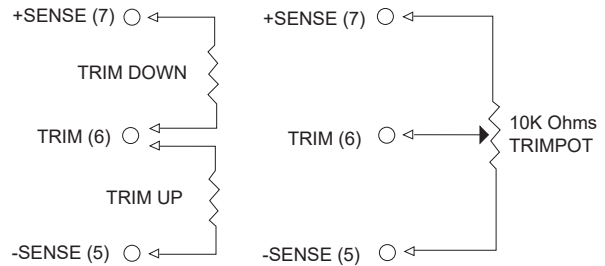 +SENSE (7)
TRIM DOWN
TRIM (6)
TRIM UP
-SENSE (5)
+SENSE (7)
TRIM (6)
10K Ohms
TRIMPOT
-SENSE (5)